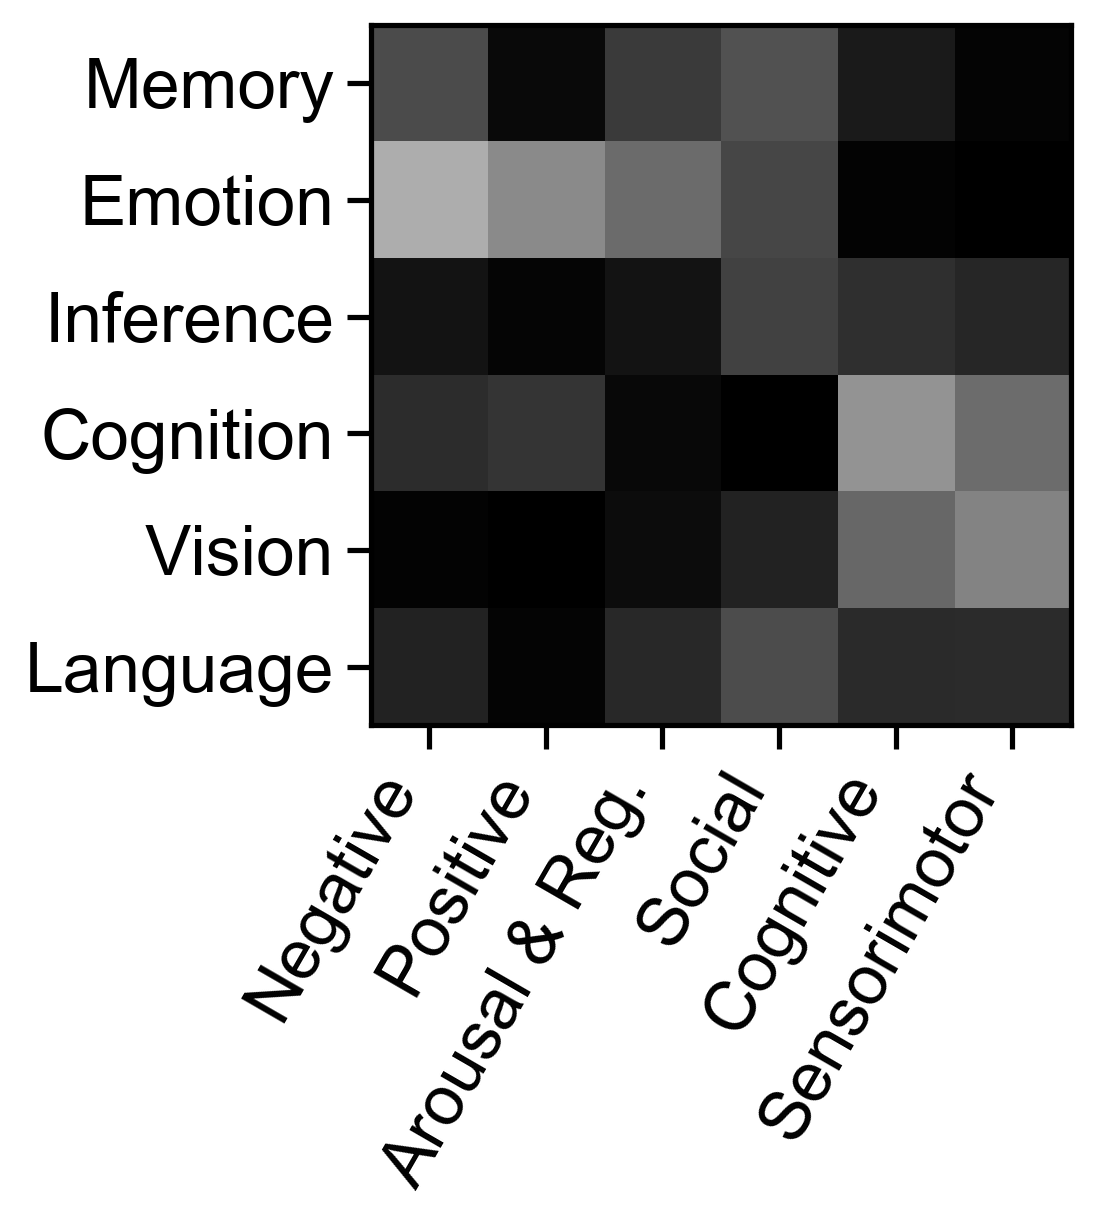 Memory
Emotion
Inference
Cognition
Vision
Language
Negative
Positive
Arousal & Reg.
Social
Cognitive
Sensorimotor